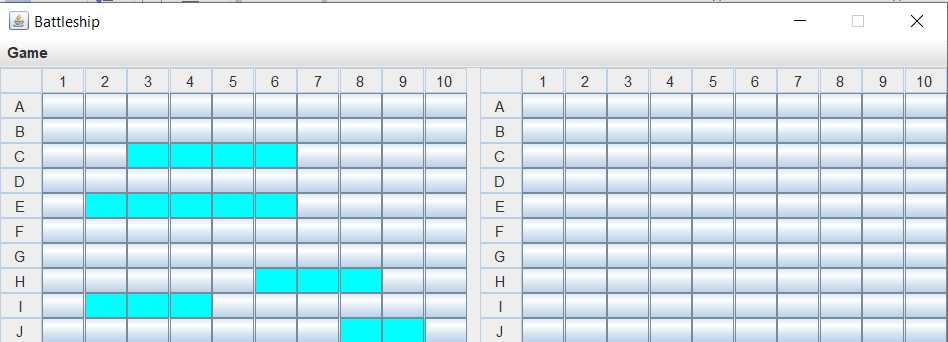 Battleship
Game
1 2 3 4 5 6 7 8 9 10 1 2 3 4 5 6 7 8 9 10
A A
B B
C C
D D
E E
F F
G G
H H
I I
J J